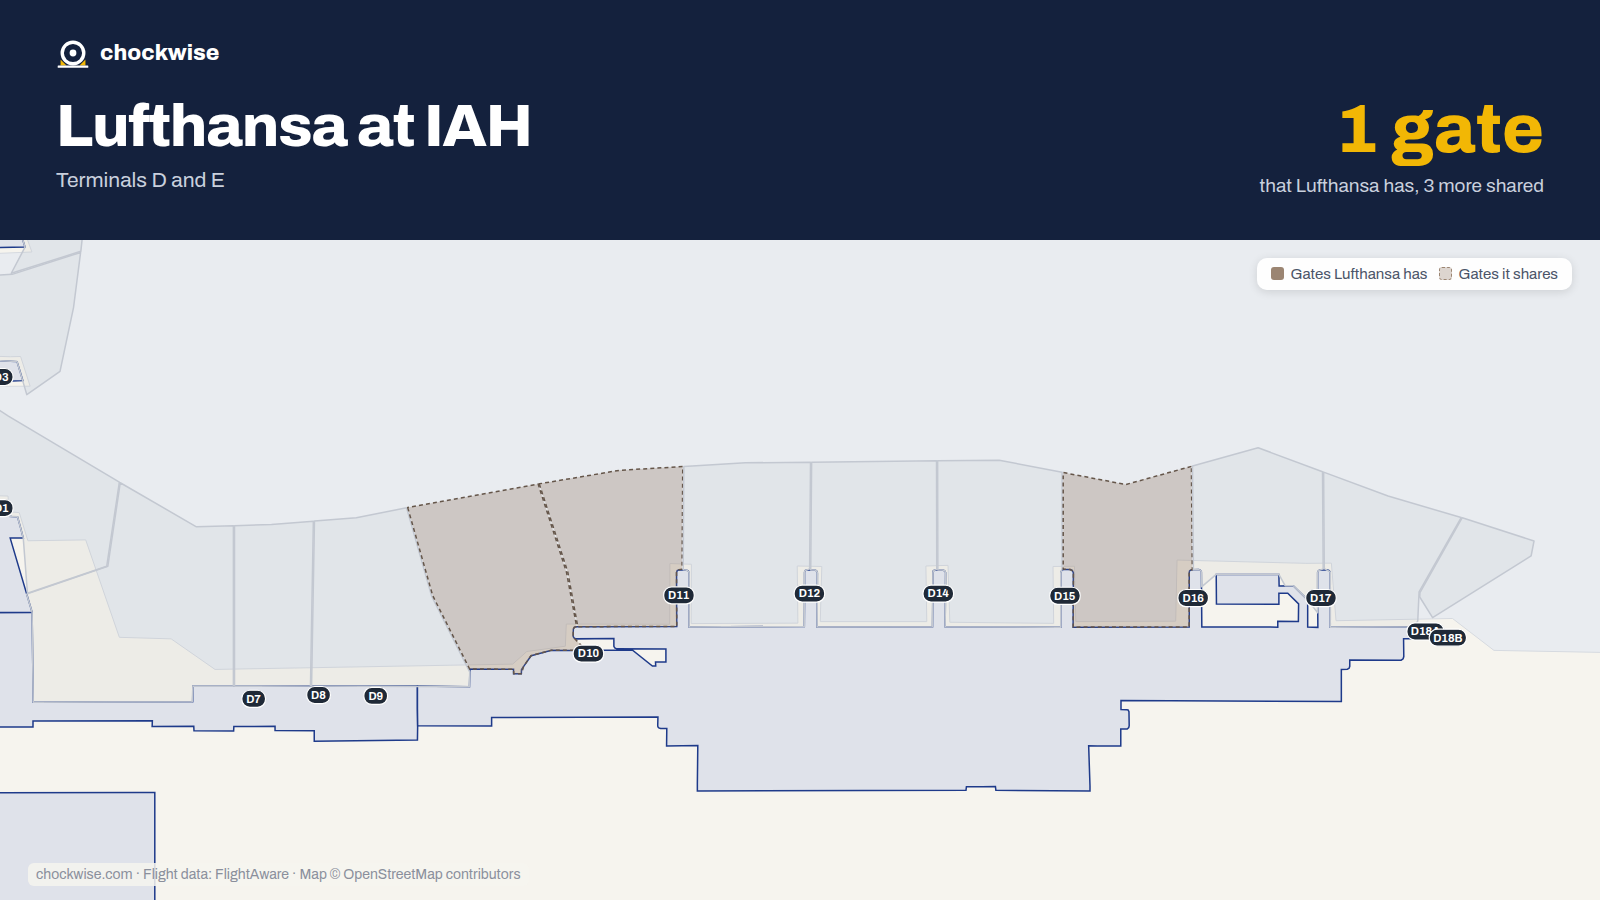 chockwise
Lufthansa at IAH
Terminals D and E
1 gate
that Lufthansa has, 3 more shared
Gates Lufthansa has
Gates it shares
D11
D12
D14
D15
D16
D17
D18B
D10
D7
D8
D9
chockwise.com · Flight data: FlightAware · Map © OpenStreetMap contributors